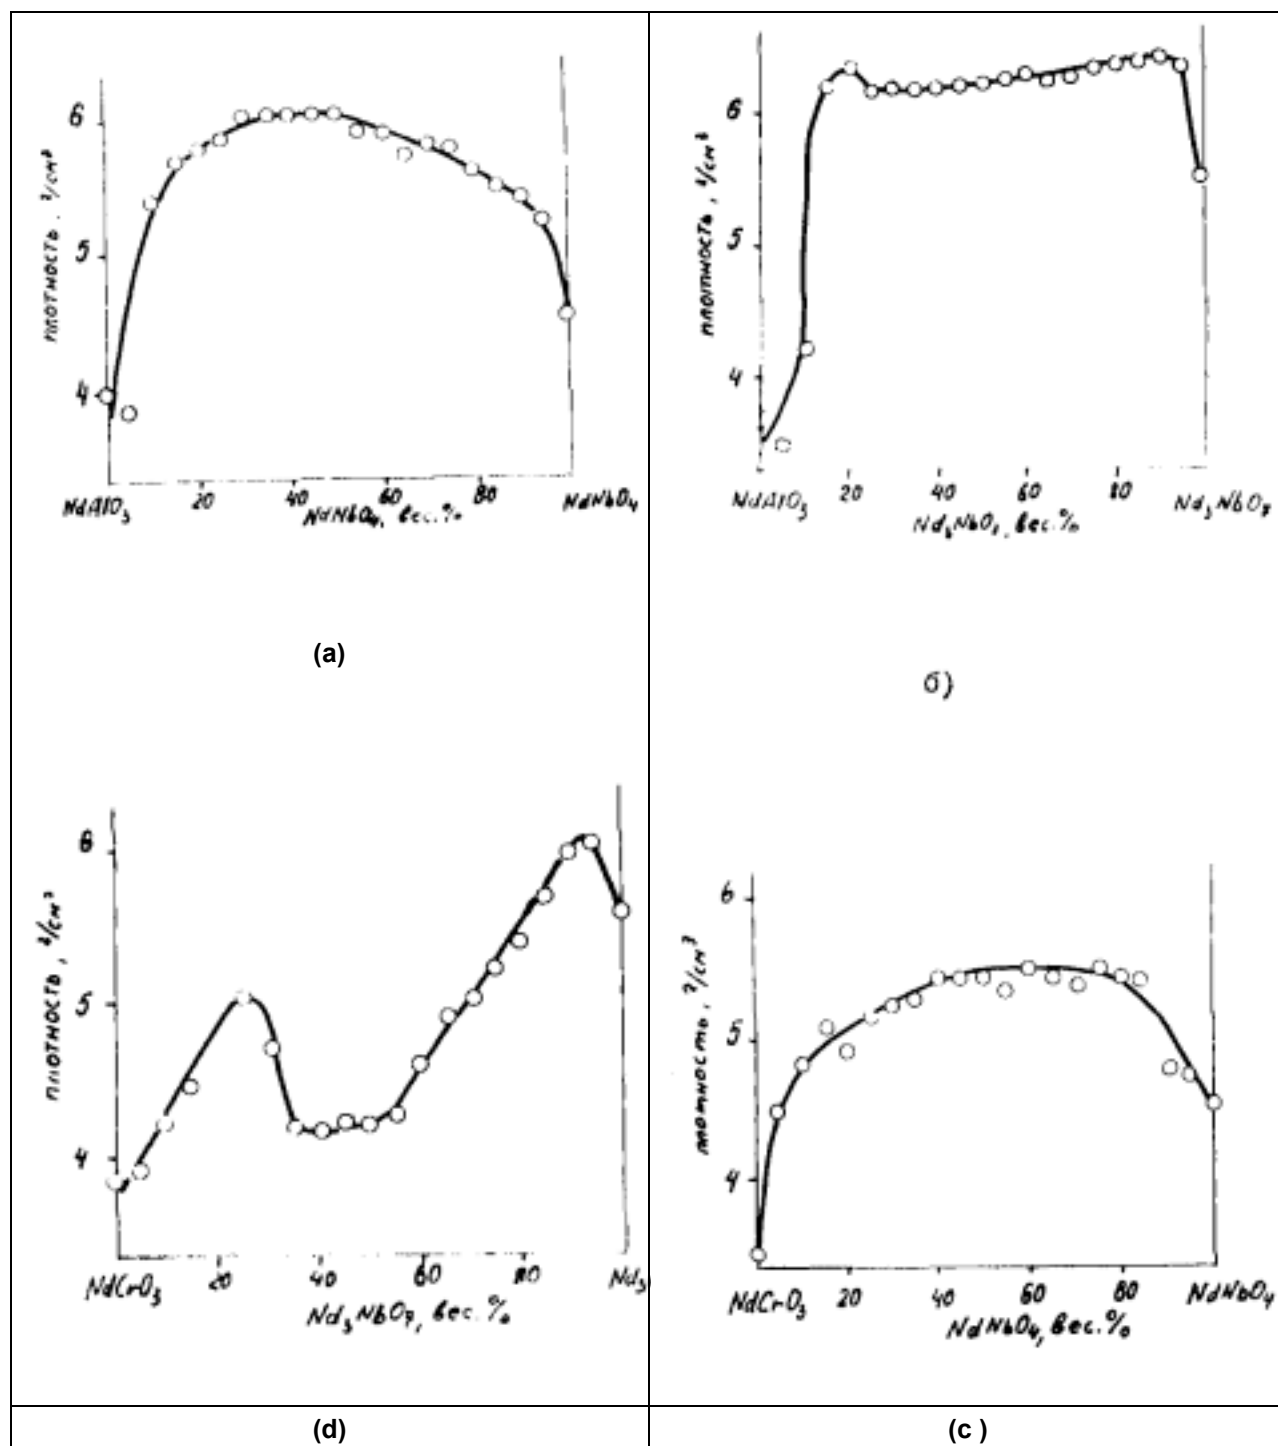 6
5
4
плотность, г/см³
NdAlO₃
20
40
60
80
NdNbO₄
NdNbO₄, вес.%
(a)
6
5
4
плотность, г/см³
NdAlO₃
20
40
60
80
Nd₃NbO₇
Nd₃NbO₇, вес.%
б)
6
5
4
плотность, г/см³
NdCrO₃
20
40
60
80
Nd₃
Nd₃NbO₇, вес.%
6
5
4
плотность, г/см³
NdCrO₃
20
40
60
80
NdNbO₄
NdNbO₄, вес.%
(d)
(c )